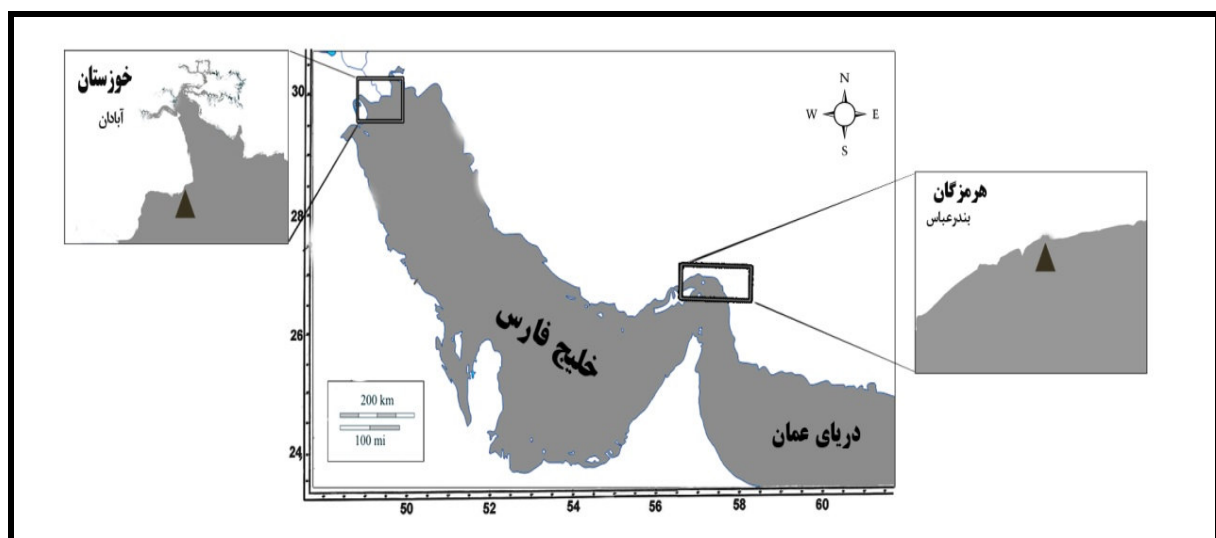 خوزستان
آبادان
N
W E
S
هرمزگان
بندرعباس
30
28
26
24
خلیج فارس
دریای عمان
200 km
100 mi
50 52 54 56 58 60